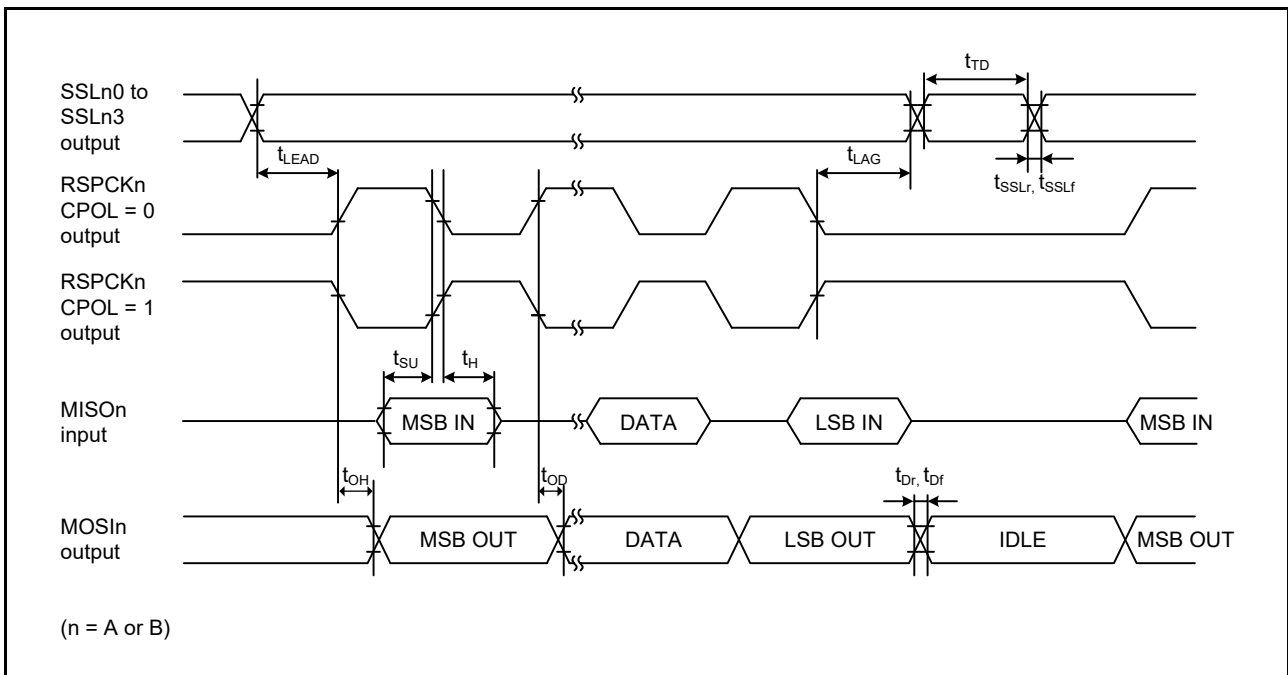 SSLn0 to
SSLn3
output
tTD
tLEAD
tLAG
tSSLr, tSSLf
RSPCKn
CPOL = 0
output
RSPCKn
CPOL = 1
output
tSU
tH
MISOn
input
MSB IN
DATA
LSB IN
MSB IN
tOH
tOD
tDr, tDf
MOSIn
output
MSB OUT
DATA
LSB OUT
IDLE
MSB OUT
(n = A or B)